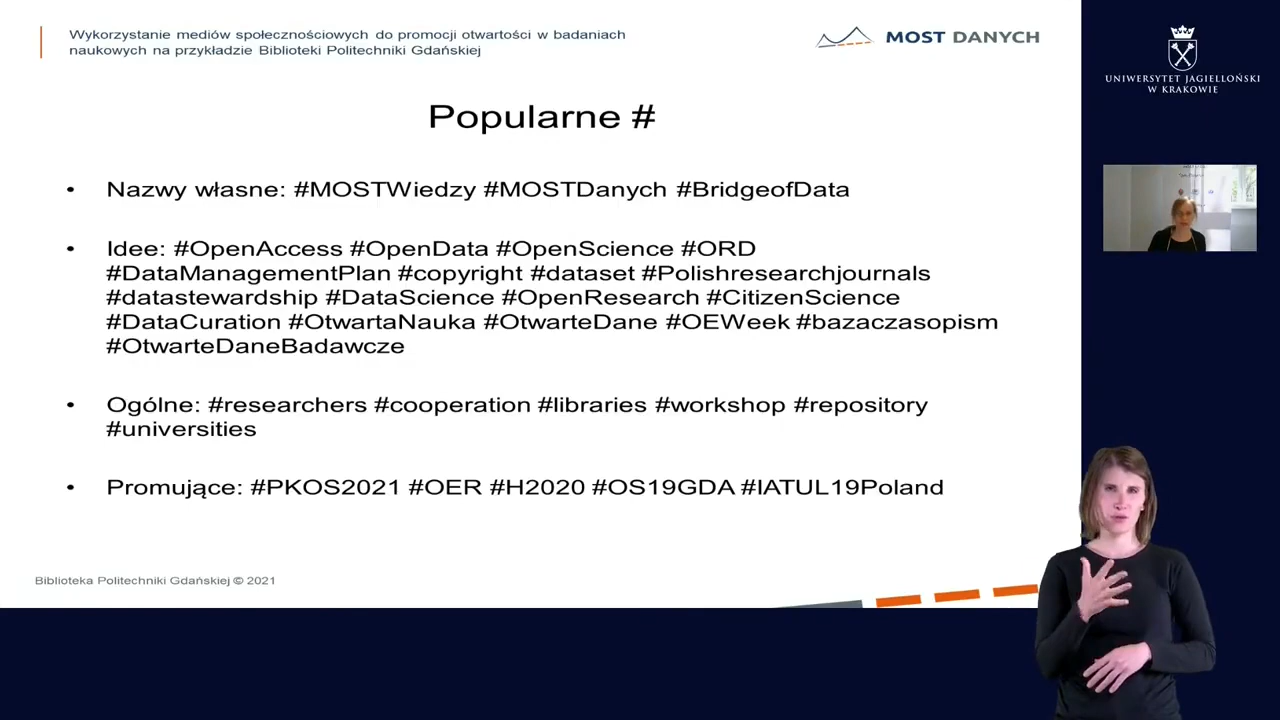 Wykorzystanie mediów społecznościowych do promocji otwartości w badaniach
naukowych na przykładzie Biblioteki Politechniki Gdańskiej
MOST DANYCH
UNIWERSYTET JAGIELLOŃSKI
W KRAKOWIE
Popularne #
• Nazwy własne: #MOSTWiedzy #MOSTDanych #BridgeofData
• Idee: #OpenAccess #OpenData #OpenScience #ORD
#DataManagementPlan #copyright #dataset #Polishresearchjournals
#datastewardship #DataScience #OpenResearch #CitizenScience
#DataCuration #OtwartaNauka #OtwarteDane #OEWeek #bazaczasopism
#OtwarteDaneBadawcze
• Ogólne: #researchers #cooperation #libraries #workshop #repository
#universities
• Promujące: #PKOS2021 #OER #H2020 #OS19GDA #IATUL19Poland
Biblioteka Politechniki Gdańskiej © 2021